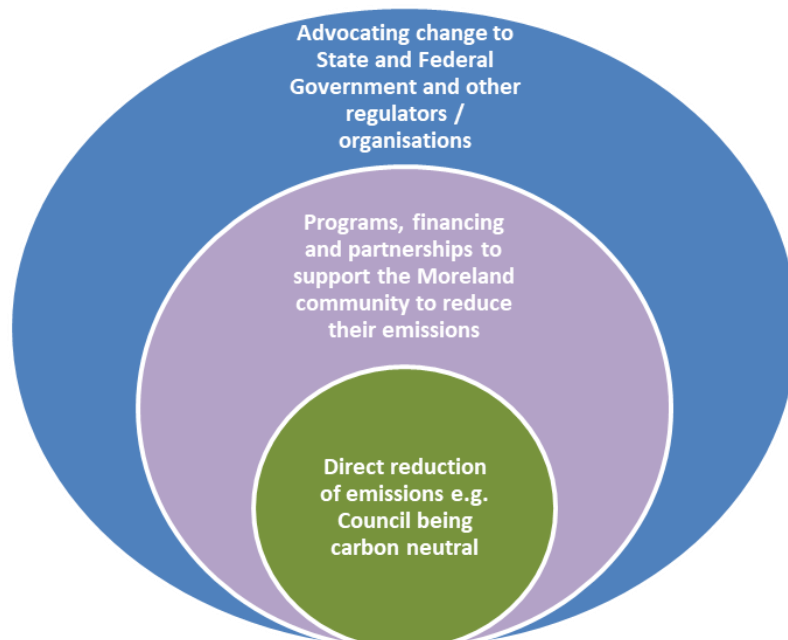 Advocating change to
State and Federal
Government and other
regulators /
organisations
Programs, financing
and partnerships to
support the Moreland
community to reduce
their emissions
Direct reduction
of emissions e.g.
Council being
carbon neutral